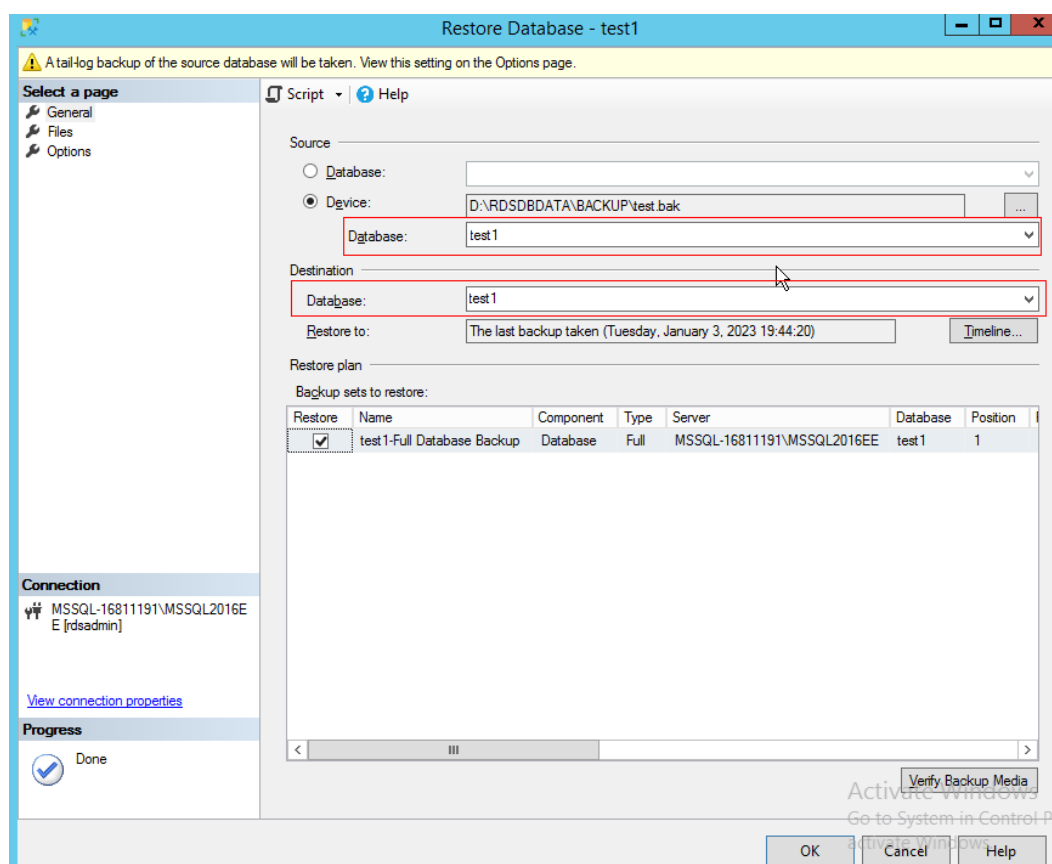 Restore Database - test1
A tail-log backup of the source database will be taken. View this setting on the Options page.
Select a page
General
Files
Options
Script
Help
Source
Database:
Device:
D:\RDSDBDATA\BACKUP\test.bak
...
Database:
test1
Destination
Database:
test1
Restore to:
The last backup taken (Tuesday, January 3, 2023 19:44:20)
Timeline...
Restore plan
Backup sets to restore:
Restore Name Component Type Server Database Position
test1-Full Database Backup Database Full MSSQL-16811191\MSSQL2016EE test1 1
Connection
MSSQL-16811191\MSSQL2016E
E [rdsadmin]
View connection properties
Progress
Done
Verify Backup Media
Activate Windows
Go to System in Control P
activate Windows.
OK
Cancel
Help